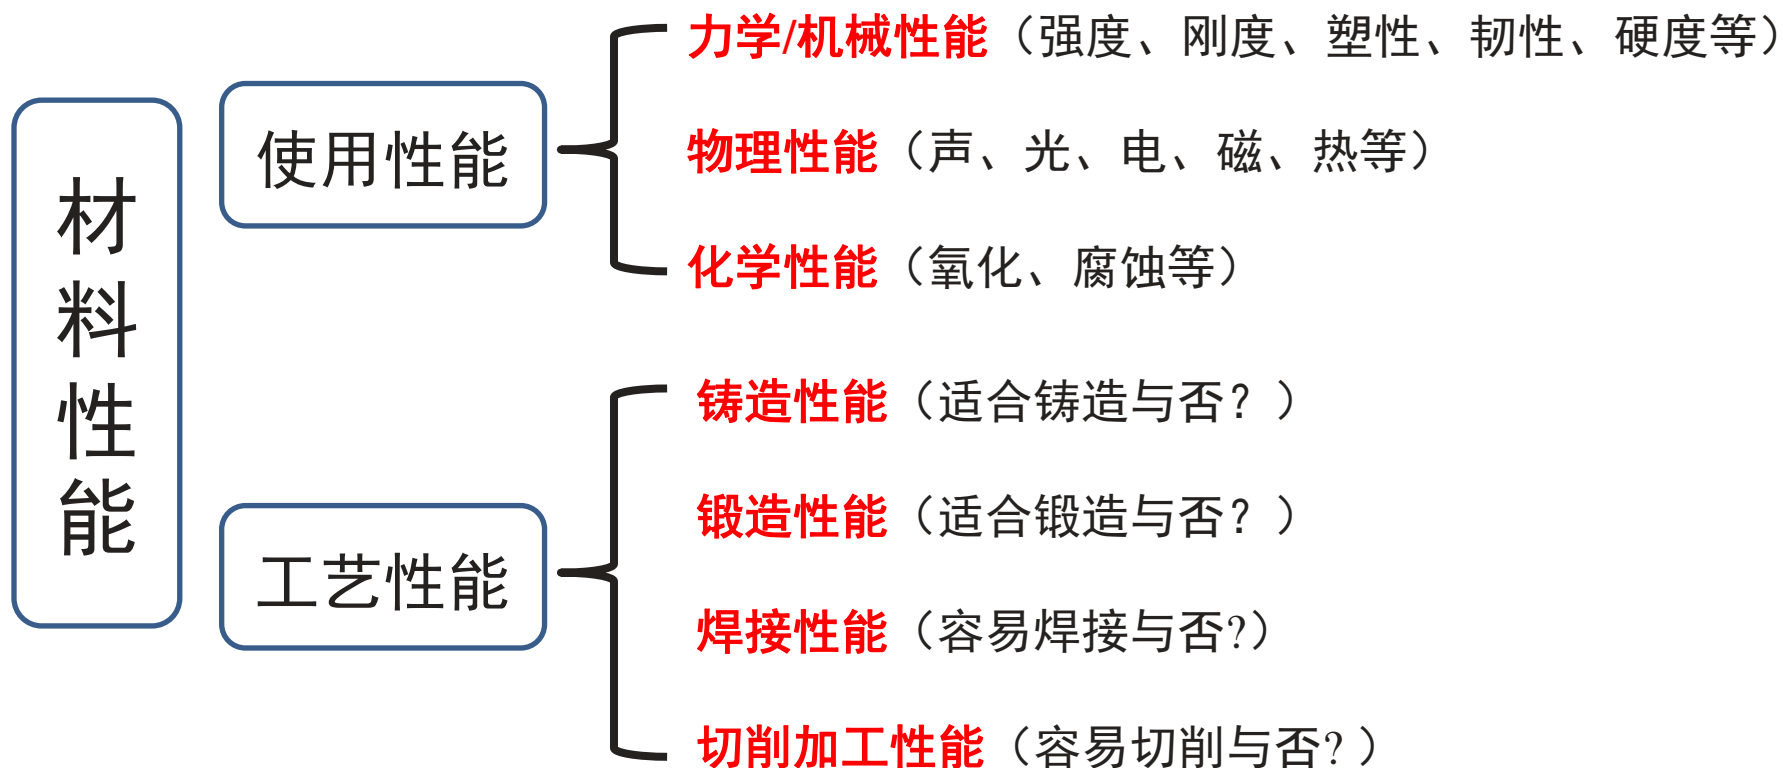 材料性能
使用性能
力学/机械性能（强度、刚度、塑性、韧性、硬度等）
物理性能（声、光、电、磁、热等）
化学性能（氧化、腐蚀等）
工艺性能
铸造性能（适合铸造与否？）
锻造性能（适合锻造与否？）
焊接性能（容易焊接与否?）
切削加工性能（容易切削与否? ）